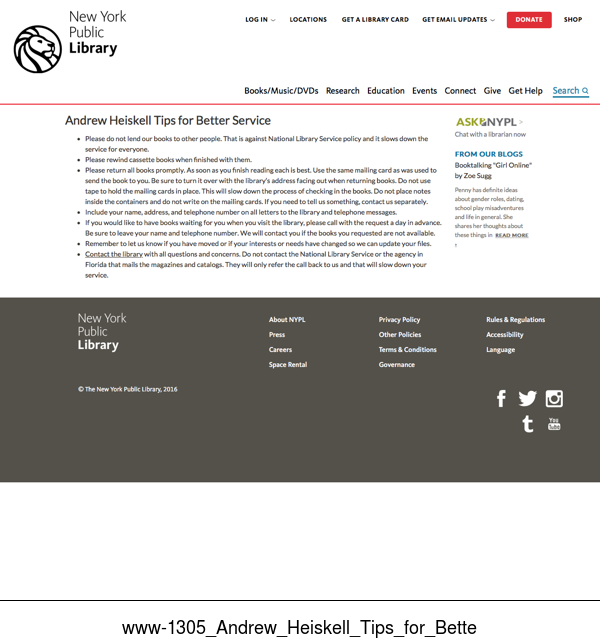 New York
Public
Library
LOG IN
LOCATIONS
GET A LIBRARY CARD
GET EMAIL UPDATES
DONATE
SHOP
Books/Music/DVDs
Research
Education
Events
Connect
Give
Get Help
Search
Andrew Heiskell Tips for Better Service
Please do not lend our books to other people. That is against National Library Service policy and it slows down the
service for everyone.
Please rewind cassette books when finished with them.
Please return all books promptly. As soon as you finish reading each is best. Use the same mailing card as was used to
send the book to you. Be sure to turn it over with the library's address facing out when returning books. Do not use
tape to hold the mailing cards in place. This will slow down the process of checking in the books. Do not place notes
inside the containers and do not write on the mailing cards. If you need to tell us something, contact us separately.
Include your name, address, and telephone number on all letters to the library and telephone messages.
If you would like to have books waiting for you when you visit the library, please call with the request a day in advance.
Be sure to leave your name and telephone number. We will contact you if the books you requested are not available.
Remember to let us know if you have moved or if your interests or needs have changed so we can update your files.
Contact the library with all questions and concerns. Do not contact the National Library Service or the agency in
Florida that mails the magazines and catalogs. They will only refer the call back to us and that will slow down your
service.
ASK NYPL >
Chat with a librarian now
FROM OUR BLOGS
Booktalking "Girl Online"
by Zoe Sugg
Penny has definite ideas
about gender roles, dating,
school play misadventures
and life in general. She
shares her thoughts about
these things in READ MORE
New York
Public
Library
About NYPL
Press
Careers
Space Rental
Privacy Policy
Other Policies
Terms & Conditions
Governance
Rules & Regulations
Accessibility
Language
© The New York Public Library, 2016
You
Tube
www-1305_Andrew_Heiskell_Tips_for_Bette